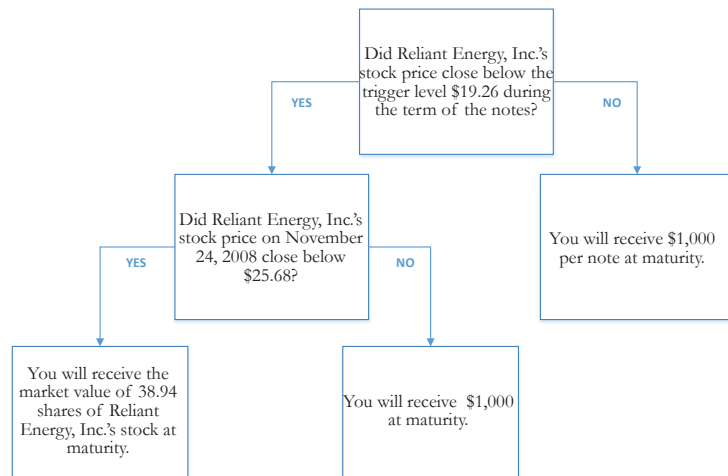 Did Reliant Energy, Inc.'s
stock price close below the
trigger level $19.26 during
the term of the notes?
YES
NO
Did Reliant Energy, Inc.'s
stock price on November
24, 2008 close below
$25.68?
You will receive $1,000
per note at maturity.
YES
NO
You will receive the
market value of 38.94
shares of Reliant
Energy, Inc.'s stock at
maturity.
You will receive $1,000
at maturity.